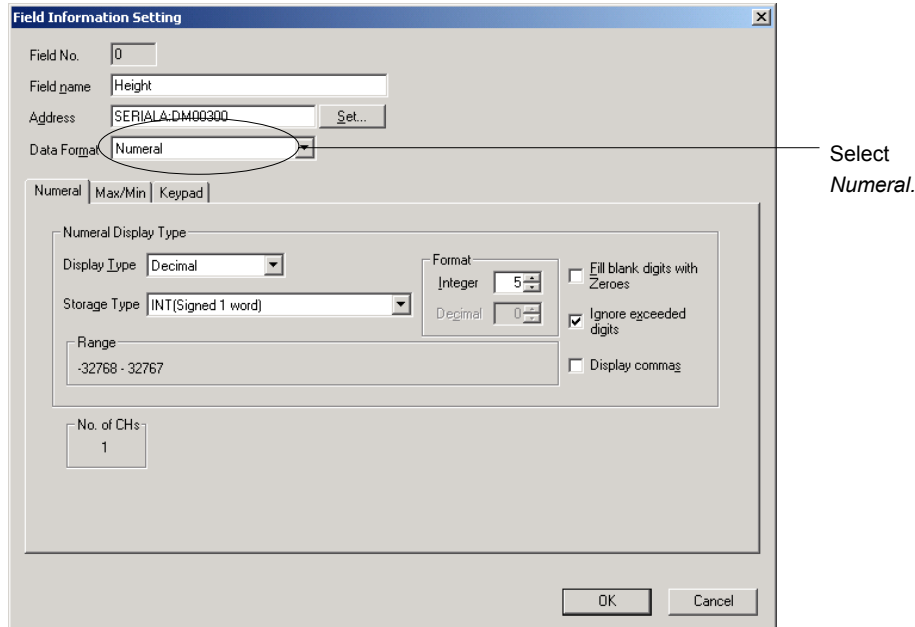 Field Information Setting
Field No. 0
Field name Height
Address SERIALA:DM00300 Set...
Data Format Numeral
Select
Numeral.
Numeral Max/Min Keypad
Numeral Display Type
Display Type Decimal
Storage Type INT(Signed 1 word)
Format
Integer 5
Decimal 0
Fill blank digits with
Zeroes
Ignore exceeded
digits
Display commas
Range
-32768 - 32767
No. of CHs
1
OK Cancel